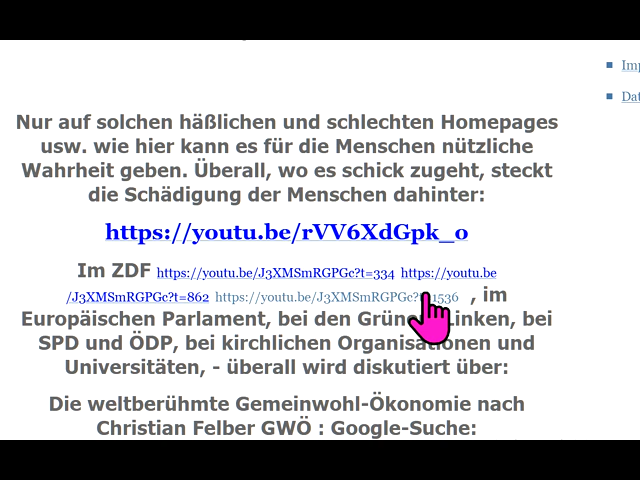 Nur auf solchen häßlichen und schlechten Homepages
usw. wie hier kann es für die Menschen nützliche
Wahrheit geben. Überall, wo es schick zugeht, steckt
die Schädigung der Menschen dahinter:
https://youtu.be/rVV6XdGpk_o
Im ZDF https://youtu.be/J3XMSmRGPGc?t=334 https://youtu.be
/J3XMSmRGPGc?t=862 https://youtu.be/J3XMSmRGPGc? 1536 , im
Europäischen Parlament, bei den Grünen, Linken, bei
SPD und ÖDP, bei kirchlichen Organisationen und
Universitäten, - überall wird diskutiert über:
Die weltberühmte Gemeinwohl-Ökonomie nach
Christian Felber GWÖ : Google-Suche:
Imp
Dat